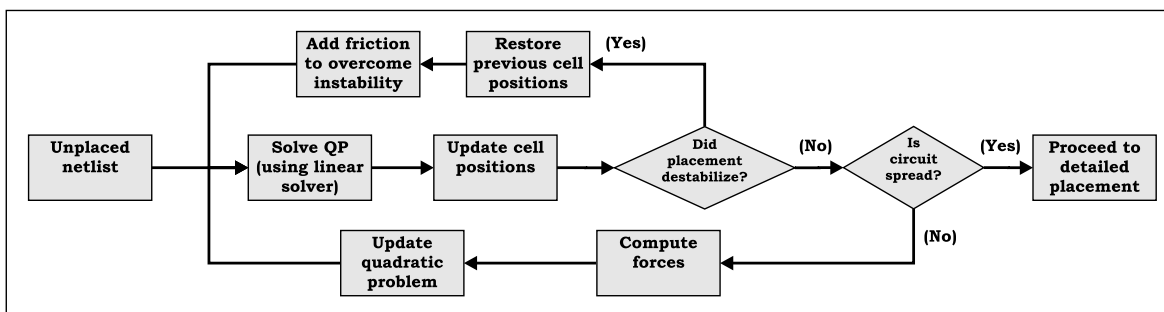 Add friction
to overcome
instability
Restore
previous cell
positions
(Yes)
Unplaced
netlist
Solve QP
(using linear
solver)
Update cell
positions
Did
placement
destabilize?
(No)
Is
circuit
spread?
(Yes)
Proceed to
detailed
placement
Update
quadratic
problem
Compute
forces
(No)